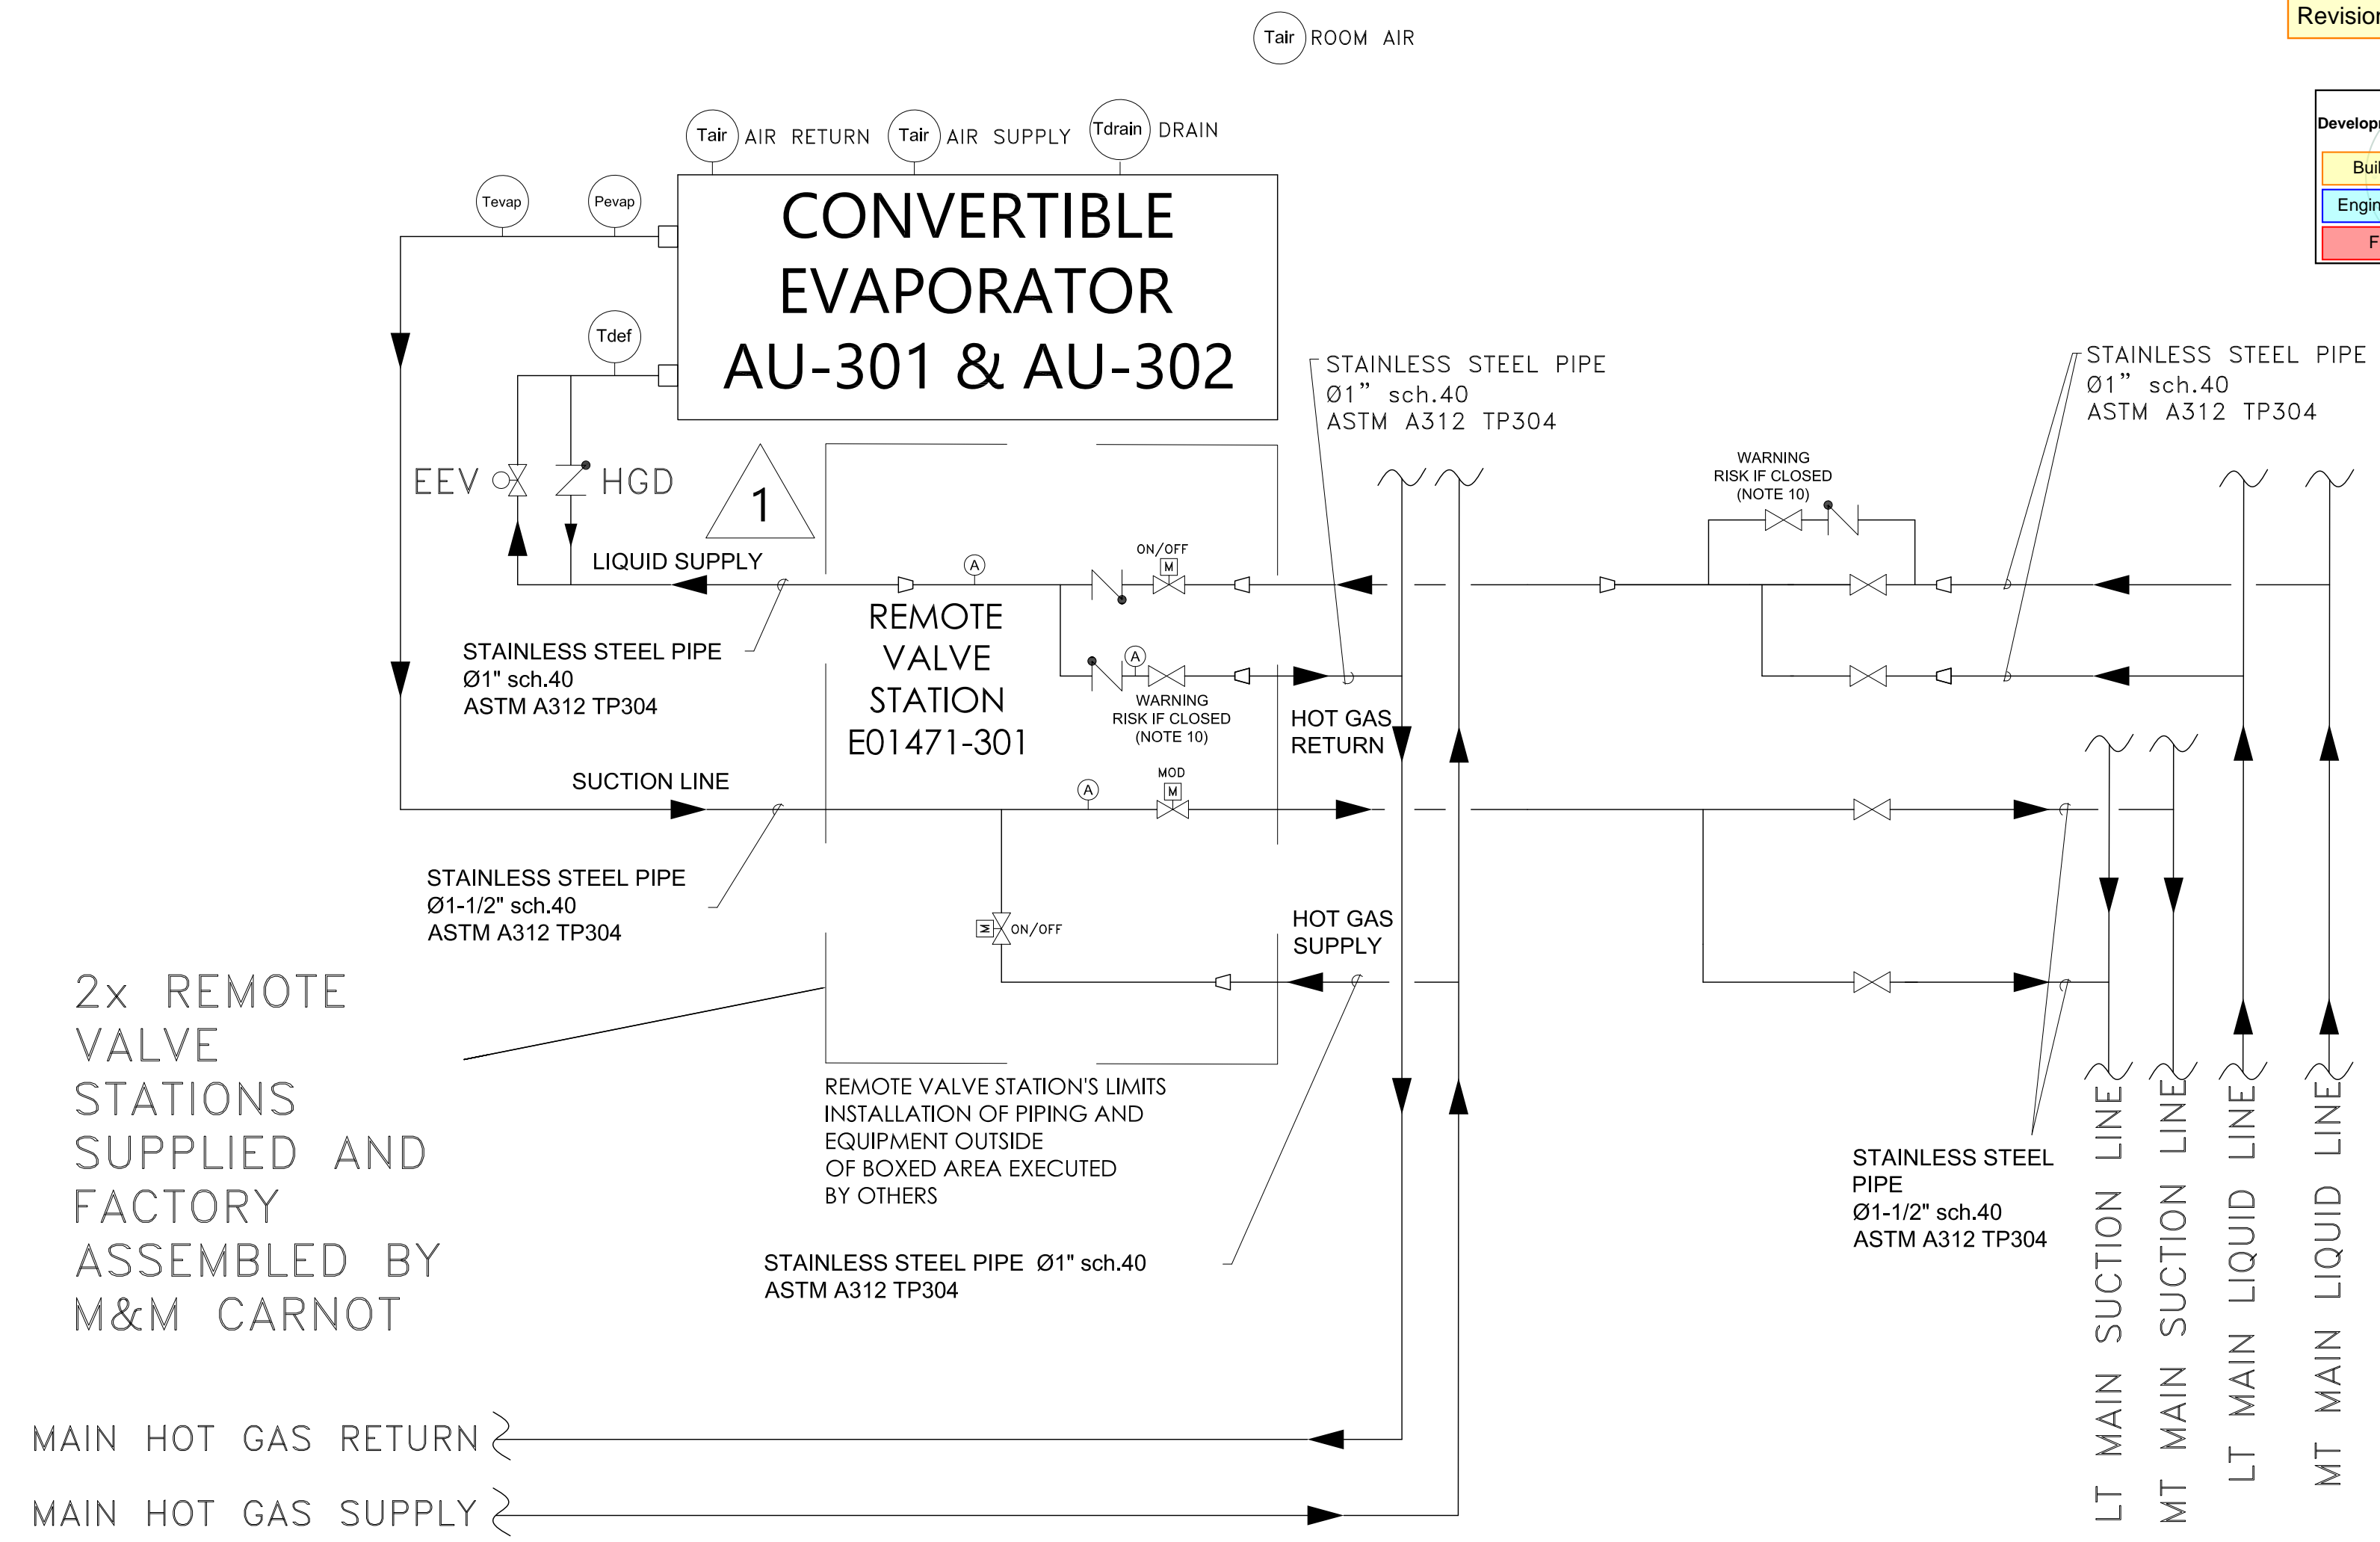 Revision
Tair ROOM AIR
Tair AIR RETURN
Tair AIR SUPPLY
Tdrain DRAIN
Tevap
Pevap
Tdef
CONVERTIBLE
EVAPORATOR
AU-301 & AU-302
EEV
HGD
1
LIQUID SUPPLY
STAINLESS STEEL PIPE
Ø1" sch.40
ASTM A312 TP304
A
ON/OFF
M
REMOTE
VALVE
STATION
E01471-301
A
WARNING
RISK IF CLOSED
(NOTE 10)
STAINLESS STEEL PIPE
Ø1” sch.40
ASTM A312 TP304
HOT GAS
RETURN
WARNING
RISK IF CLOSED
(NOTE 10)
STAINLESS STEEL PIPE
Ø1” sch.40
ASTM A312 TP304
SUCTION LINE
A
MOD
M
STAINLESS STEEL PIPE
Ø1-1/2" sch.40
ASTM A312 TP304
M ON/OFF
HOT GAS
SUPPLY
2x REMOTE
VALVE
STATIONS
SUPPLIED AND
FACTORY
ASSEMBLED BY
M&M CARNOT
REMOTE VALVE STATION'S LIMITS
INSTALLATION OF PIPING AND
EQUIPMENT OUTSIDE
OF BOXED AREA EXECUTED
BY OTHERS
STAINLESS STEEL PIPE Ø1" sch.40
ASTM A312 TP304
STAINLESS STEEL
PIPE
Ø1-1/2" sch.40
ASTM A312 TP304
LT MAIN SUCTION LINE
MT MAIN SUCTION LINE
LT MAIN LIQUID LINE
MT MAIN LIQUID LINE
MAIN HOT GAS RETURN
MAIN HOT GAS SUPPLY